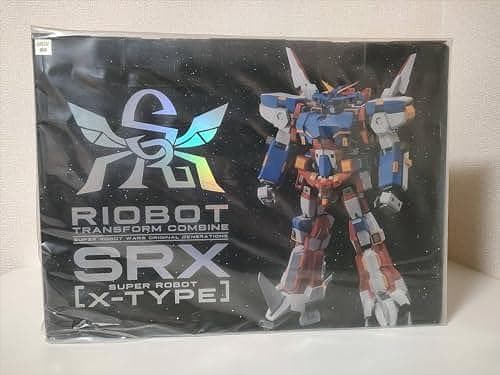 RIOBOT
TRANSFORM COMBINE
SUPER ROBOT WARS ORIGINAL GENERATIONS
SRX
SUPER ROBOT
[X-TYPE]